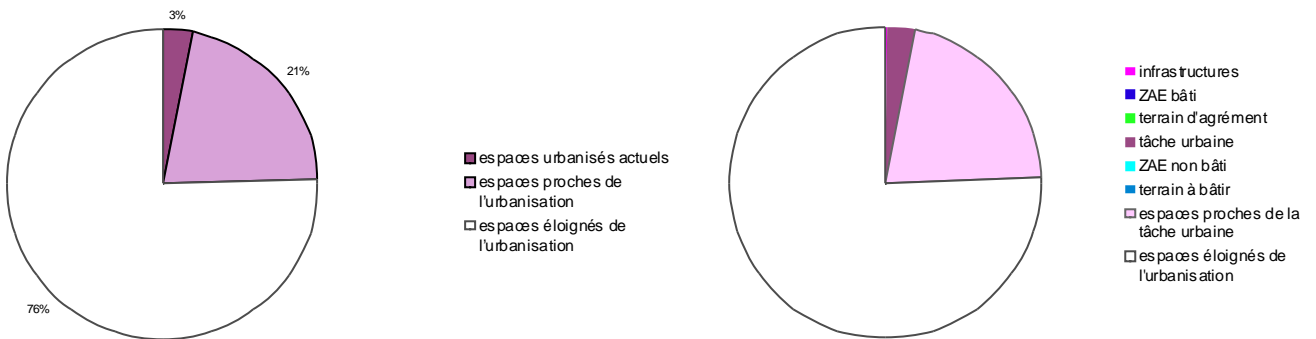 3%
21%
76%
espaces urbanisés actuels
espaces proches de
l'urbanisation
espaces éloignés de
l'urbanisation
infrastructures
ZAE bâti
terrain d'agrément
tâche urbaine
ZAE non bâti
terrain à bâtir
espaces proches de la
tâche urbaine
espaces éloignés de
l'urbanisation